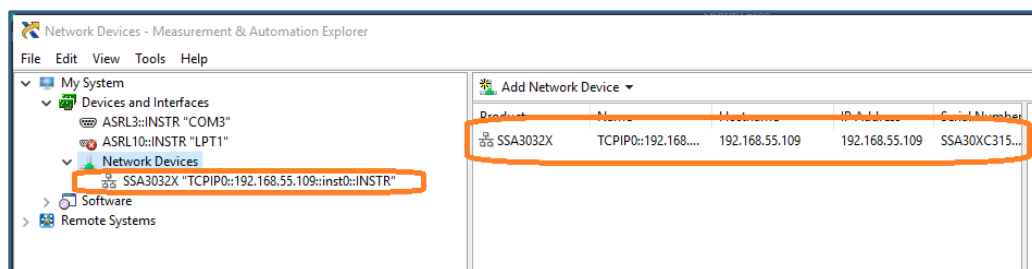 Network Devices - Measurement & Automation Explorer
File Edit View Tools Help
My System
Devices and Interfaces
ASRL3::INSTR "COM3"
ASRL10::INSTR "LPT1"
Network Devices
SSA3032X "TCPIP0::192.168.55.109::inst0::INSTR"
Software
Remote Systems
Add Network Device
Product Name Hostname IP Address Serial Number
SSA3032X TCPIP0::192.168.... 192.168.55.109 192.168.55.109 SSA30XC315...